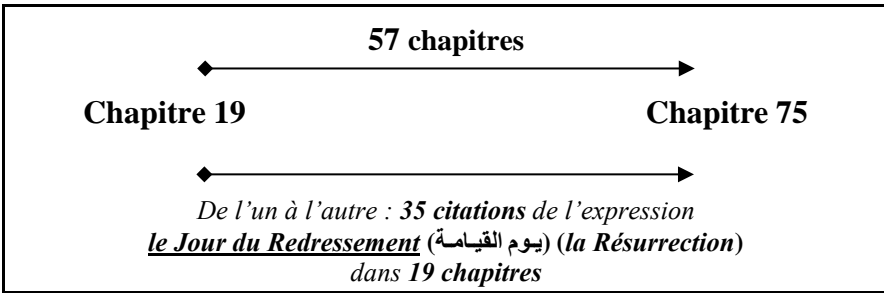 57 chapitres
Chapitre 19 Chapitre 75
De l’un à l’autre : 35 citations de l’expression
le Jour du Redressement (يـوم القيـامـة) (la Résurrection)
dans 19 chapitres